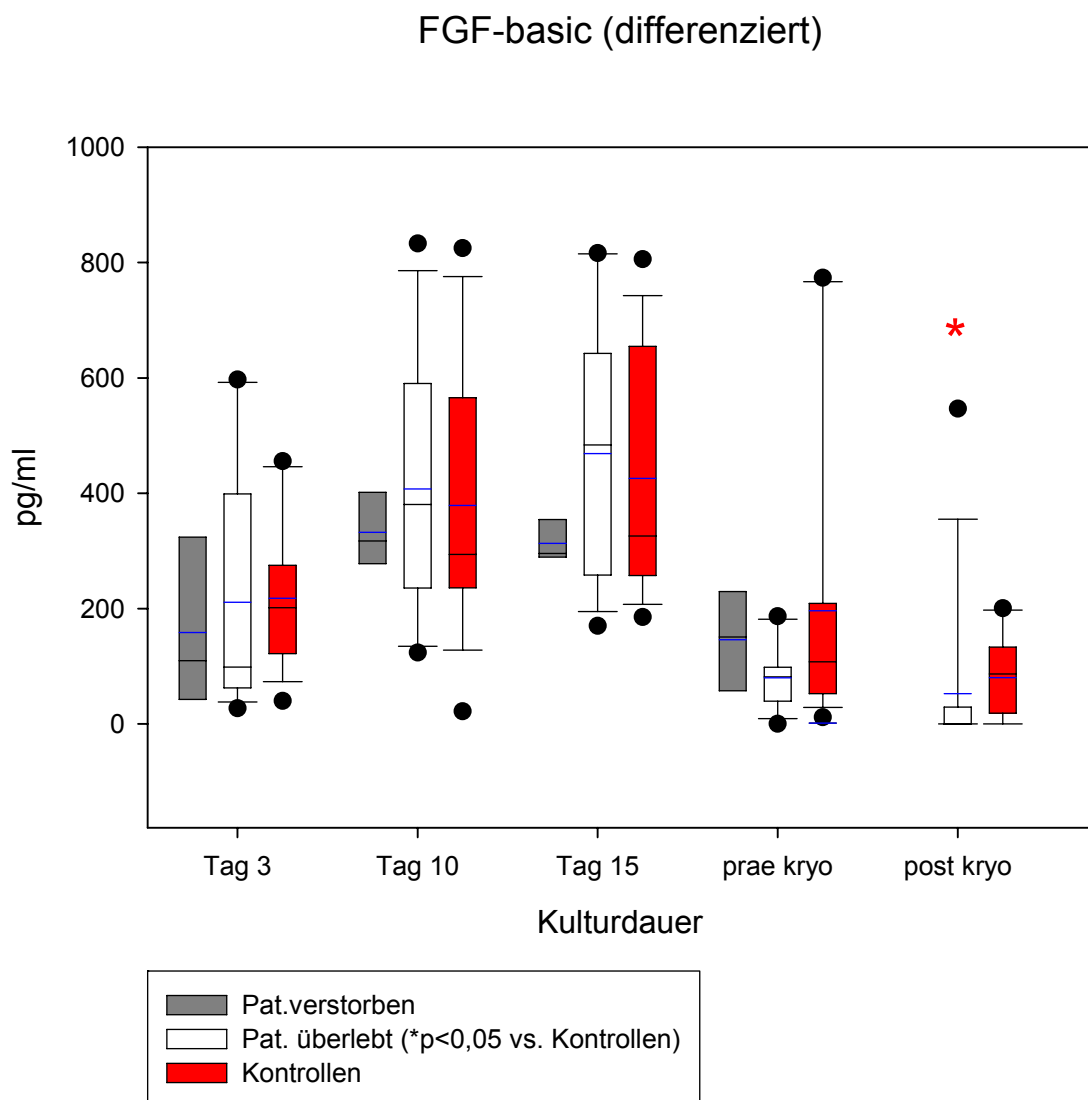 FGF-basic (differenziert)
1000
800
600
400
200
0
pg/ml
*
Tag 3 Tag 10 Tag 15 prae kryo post kryo
Kulturdauer
Pat.verstorben
Pat. überlebt (*p<0,05 vs. Kontrollen)
Kontrollen